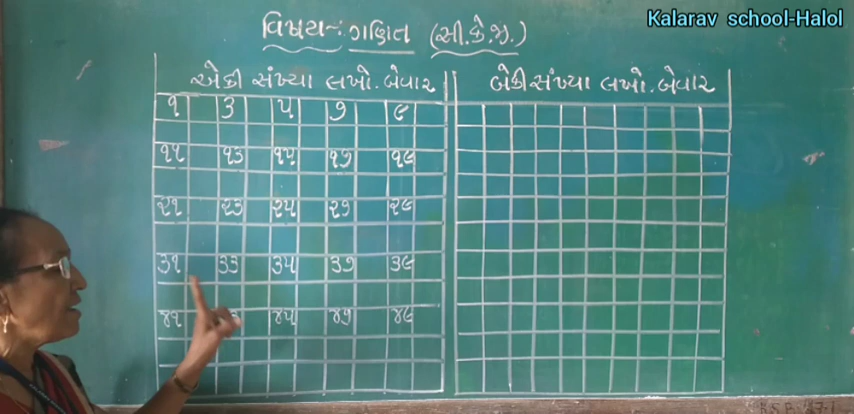 Kalarav school-Halol
વિષય-: ગણિત (સી.કે.જી.)
એકી સંખ્યા લખો. બેવાર
બેકી સંખ્યા લખો. બેવાર
૧ ૩ ૫ ૭ ૯
૧૧ ૧૩ ૧૫ ૧૭ ૧૯
૨૧ ૨૩ ૨૫ ૨૭ ૨૯
૩૧ ૩૩ ૩૫ ૩૭ ૩૯
૪૧ ૪૫ ૪૭ ૪૯